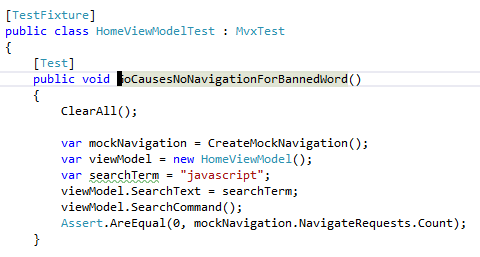 [TestFixture]
public class HomeViewModelTest : MvxTest
{
    [Test]
    public void GoCausesNoNavigationForBannedWord()
    {
        ClearAll();

        var mockNavigation = CreateMockNavigation();
        var viewModel = new HomeViewModel();
        var searchTerm = "javascript";
        viewModel.SearchText = searchTerm;
        viewModel.SearchCommand();
        Assert.AreEqual(0, mockNavigation.NavigateRequests.Count);
    }